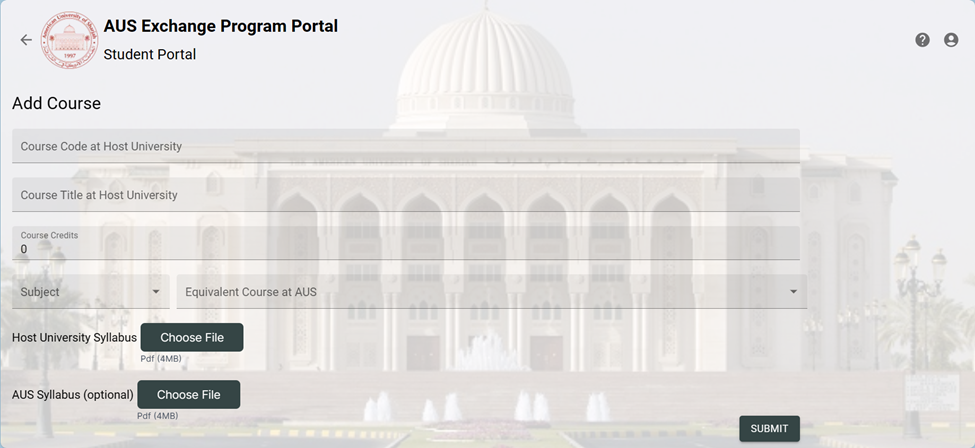 AUS Exchange Program Portal
Student Portal
American University of Sharjah
1997
Add Course
Course Code at Host University
Course Title at Host University
Course Credits
0
Subject
Equivalent Course at AUS
Host University Syllabus Choose File
Pdf (4MB)
AUS Syllabus (optional) Choose File
Pdf (4MB)
SUBMIT